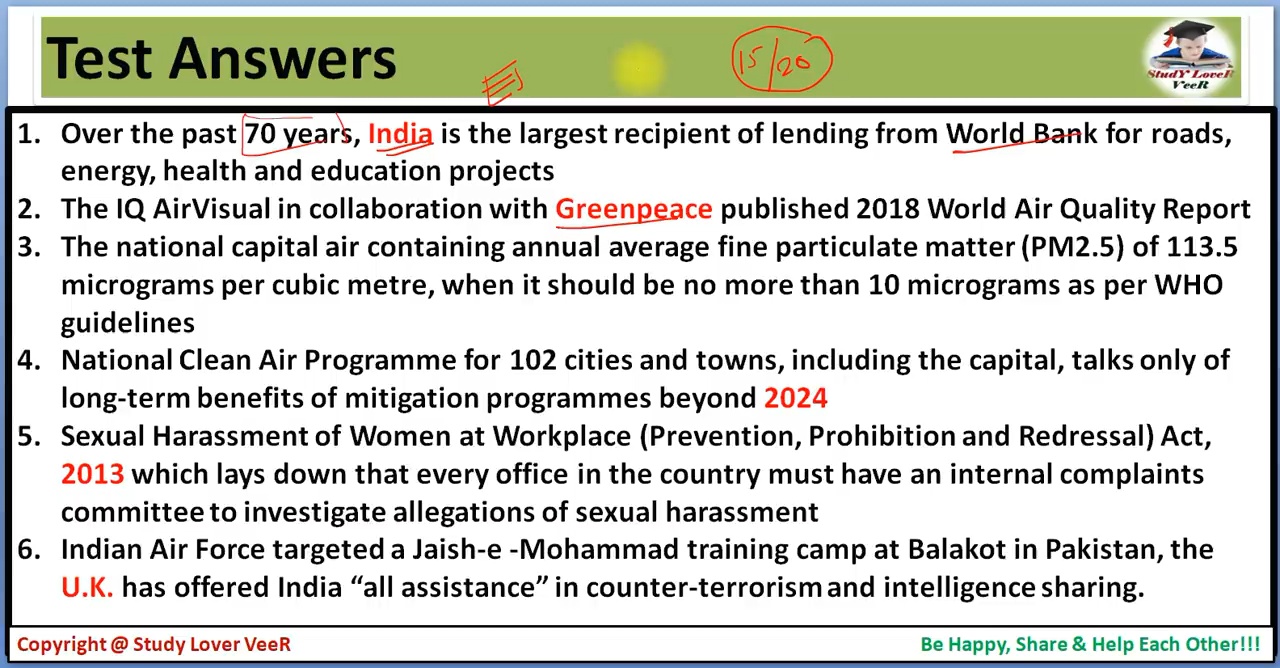 Test Answers
15/20
StudY LoveR
VeeR
1. Over the past 70 years, India is the largest recipient of lending from World Bank for roads,
energy, health and education projects
2. The IQ AirVisual in collaboration with Greenpeace published 2018 World Air Quality Report
3. The national capital air containing annual average fine particulate matter (PM2.5) of 113.5
micrograms per cubic metre, when it should be no more than 10 micrograms as per WHO
guidelines
4. National Clean Air Programme for 102 cities and towns, including the capital, talks only of
long-term benefits of mitigation programmes beyond 2024
5. Sexual Harassment of Women at Workplace (Prevention, Prohibition and Redressal) Act,
2013 which lays down that every office in the country must have an internal complaints
committee to investigate allegations of sexual harassment
6. Indian Air Force targeted a Jaish-e -Mohammad training camp at Balakot in Pakistan, the
U.K. has offered India “all assistance” in counter-terrorism and intelligence sharing.
Copyright @ Study Lover VeeR
Be Happy, Share & Help Each Other!!!